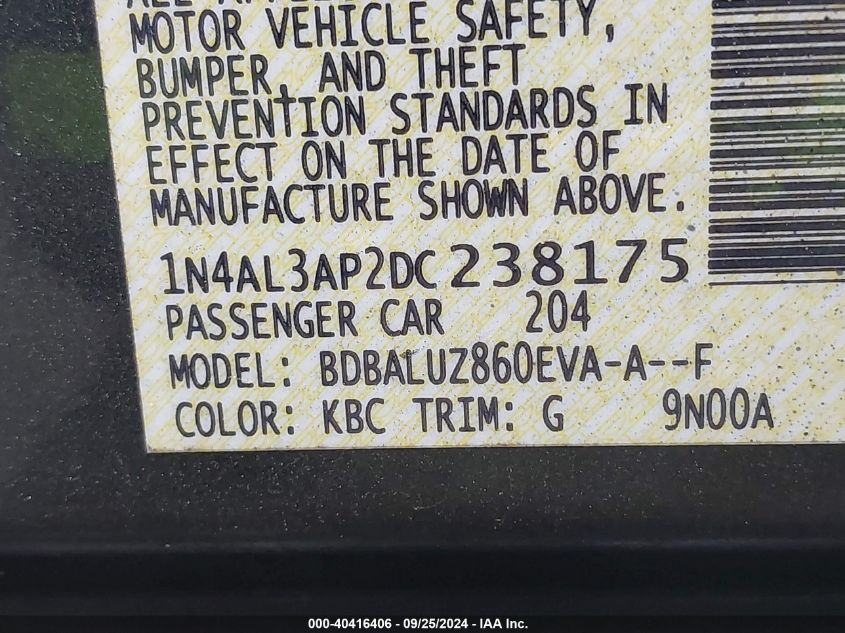 MOTOR VEHICLE SAFETY,
BUMPER, AND THEFT
PREVENTION STANDARDS IN
EFFECT ON THE DATE OF
MANUFACTURE SHOWN ABOVE.
1N4AL3AP2DC238175
PASSENGER CAR 204
MODEL: BDBALUZ860EVA-A--F
COLOR: KBC TRIM: G 9N00A
000-40416406 - 09/25/2024 - IAA Inc.